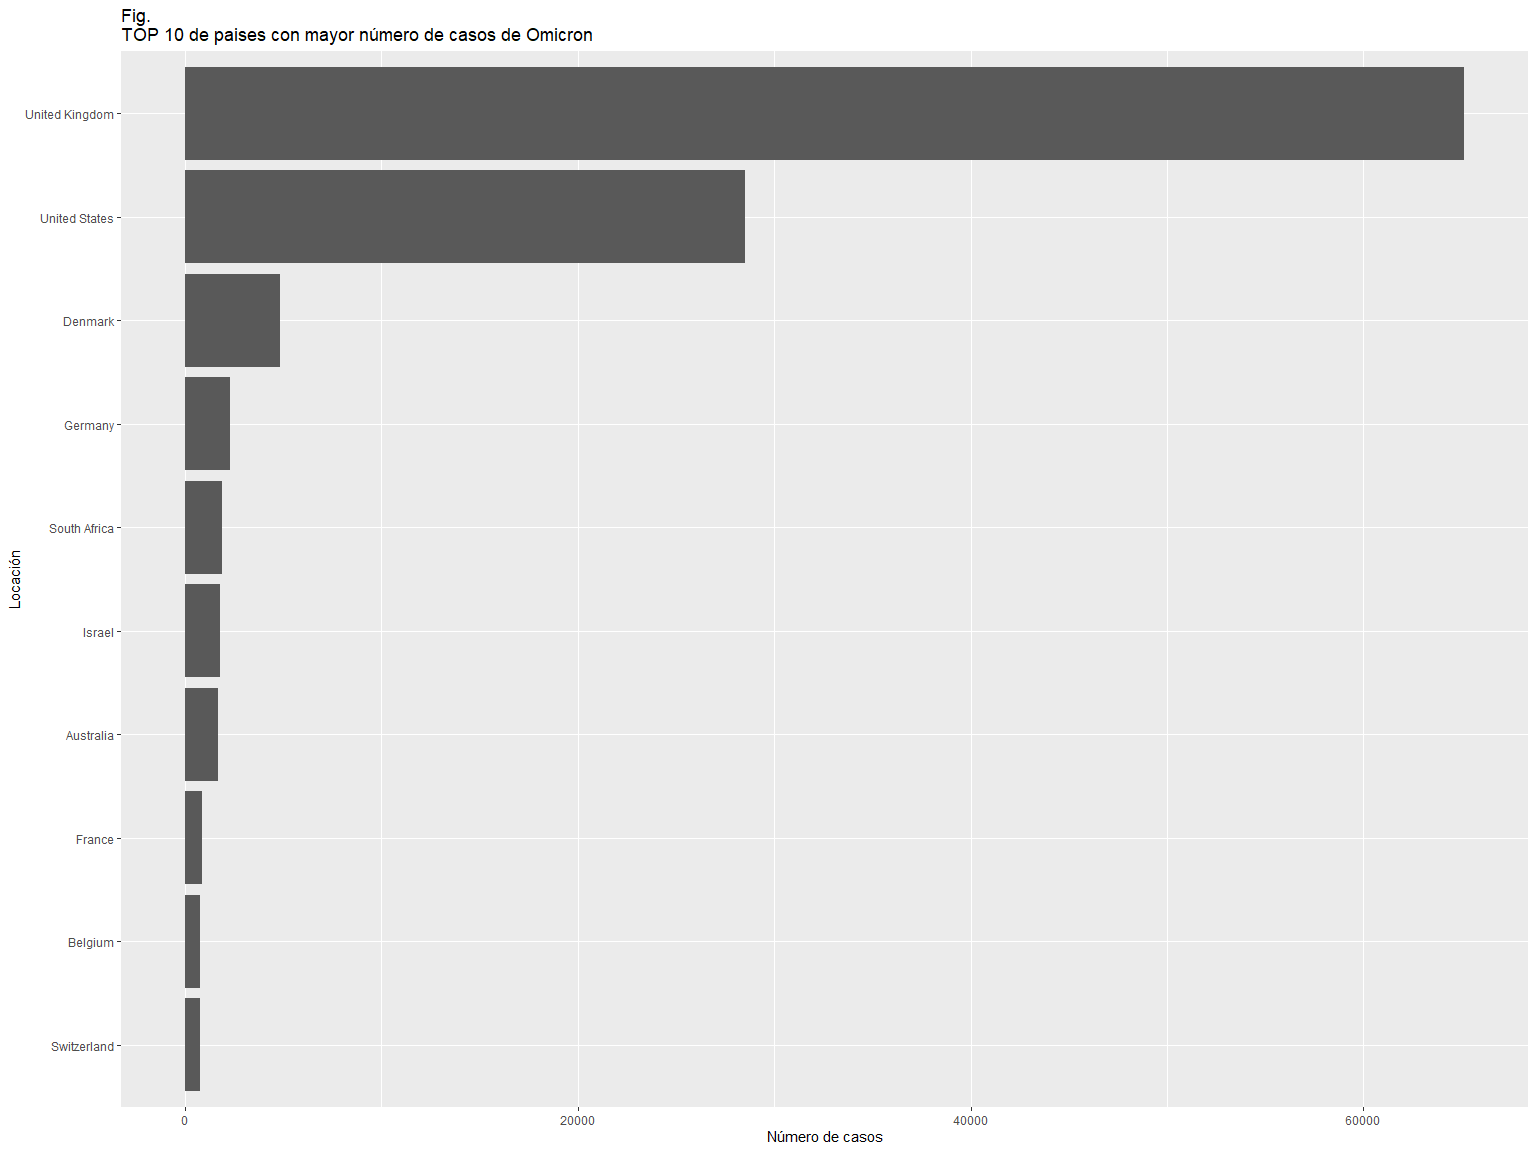 Fig.
TOP 10 de paises con mayor número de casos de Omicron
United Kingdom
United States
Denmark
Germany
South Africa
Israel
Australia
France
Belgium
Switzerland
Locación
0 20000 40000 60000
Número de casos